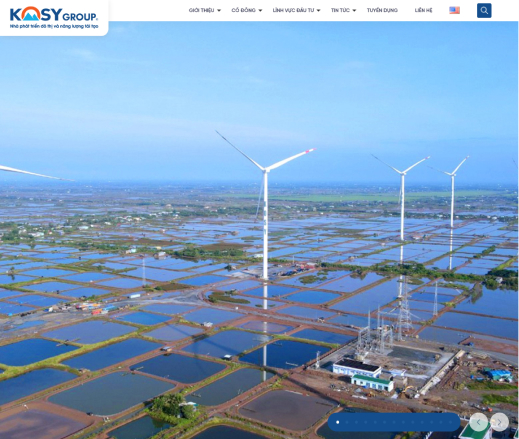 KOSY GROUP.
Nhà phát triển đô thị và năng lượng tái tạo
GIỚI THIỆU
CỔ ĐÔNG
LĨNH VỰC ĐẦU TƯ
TIN TỨC
TUYỂN DỤNG
LIÊN HỆ